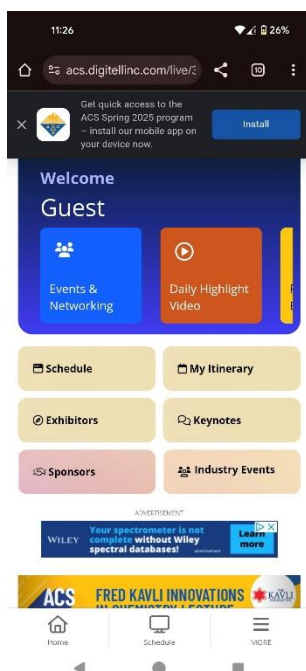 11:26
26%
acs.digitellinc.com/live/3
10
Get quick access to the
ACS Spring 2025 program
– install our mobile app on
your device now.
Install
Welcome
Guest
Events &
Networking
Daily Highlight
Video
Schedule
My Itinerary
Exhibitors
Keynotes
Sponsors
Industry Events
ADVERTISEMENT
WILEY
Your spectrometer is not
complete without Wiley
spectral databases!
advertisement
Learn
more
ACS
FRED KAVLI INNOVATIONS
IN CHEMISTRY LECTURE
KAVLI
Home
Schedule
MORE